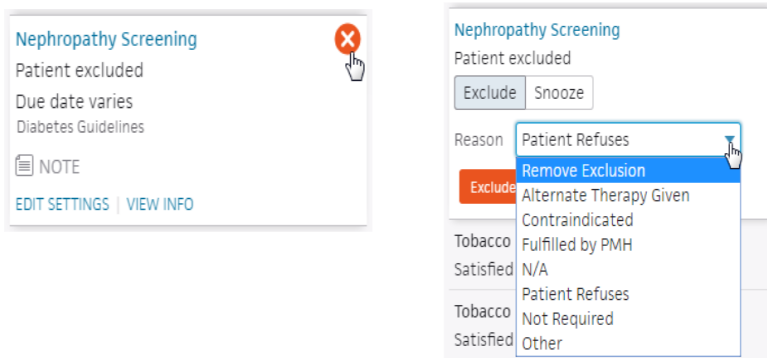 Nephropathy Screening
Patient excluded
Due date varies
Diabetes Guidelines
NOTE
EDIT SETTINGS | VIEW INFO
Nephropathy Screening
Patient excluded
Exclude Snooze
Reason Patient Refuses
Remove Exclusion
Exclude
Alternate Therapy Given
Contraindicated
Tobacco Fulfilled by PMH
Satisfied N/A
Patient Refuses
Tobacco Not Required
Satisfied Other